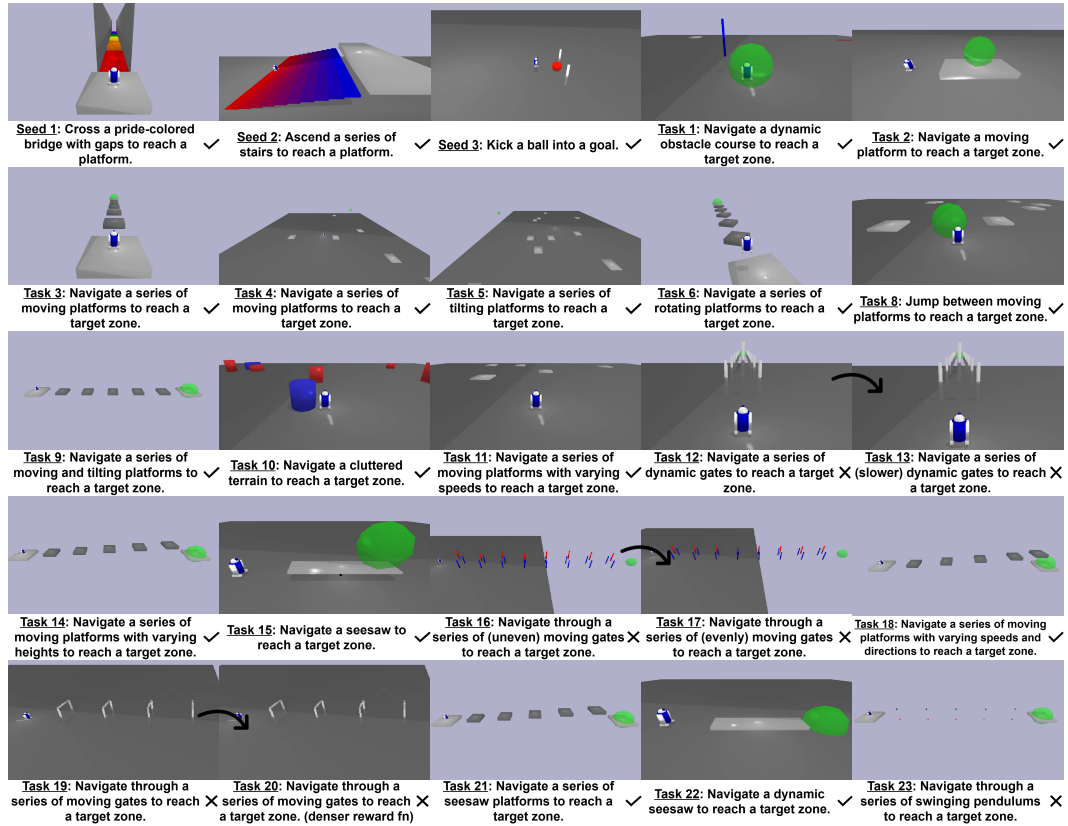 Seed 1: Cross a pride-colored
bridge with gaps to reach a
platform.
Seed 2: Ascend a series of
stairs to reach a platform.
Seed 3: Kick a ball into a goal.
Task 1: Navigate a dynamic
obstacle course to reach a
target zone.
Task 2: Navigate a moving
platform to reach a target zone.
Task 3: Navigate a series of
moving platforms to reach a
target zone.
Task 4: Navigate a series of
moving platforms to reach a
target zone.
Task 5: Navigate a series of
tilting platforms to reach a
target zone.
Task 6: Navigate a series of
rotating platforms to reach a
target zone.
Task 8: Jump between moving
platforms to reach a target zone.
Task 9: Navigate a series of
moving and tilting platforms to
reach a target zone.
Task 10: Navigate a cluttered
terrain to reach a target zone.
Task 11: Navigate a series of
moving platforms with varying
speeds to reach a target zone.
Task 12: Navigate a series of
dynamic gates to reach a target
zone.
Task 13: Navigate a series of
(slower) dynamic gates to reach
a target zone.
Task 14: Navigate a series of
moving platforms with varying
heights to reach a target zone.
Task 15: Navigate a seesaw to
reach a target zone.
Task 16: Navigate through a
series of (uneven) moving gates
to reach a target zone.
Task 17: Navigate through a
series of (evenly) moving gates
to reach a target zone.
Task 18: Navigate a series of moving
platforms with varying speeds and
directions to reach a target zone.
Task 19: Navigate through a
series of moving gates to reach
a target zone.
Task 20: Navigate through a
series of moving gates to reach
a target zone. (denser reward fn)
Task 21: Navigate a series of
seesaw platforms to reach a
target zone.
Task 22: Navigate a dynamic
seesaw to reach a target zone.
Task 23: Navigate through a
series of swinging pendulums
to reach a target zone.